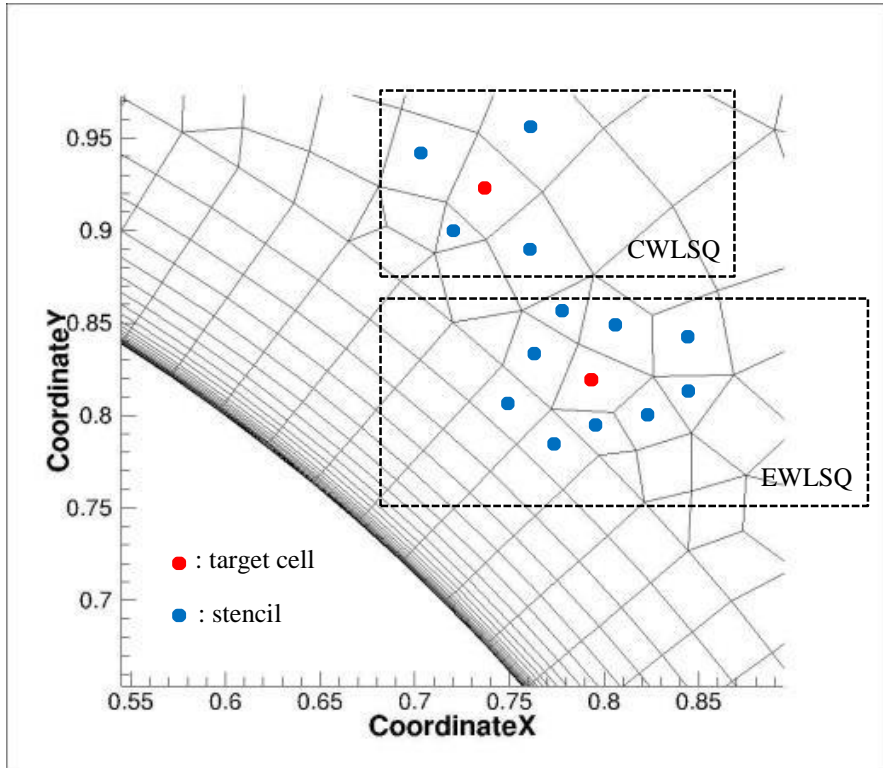 0.95
0.9
CWLSQ
0.85
CoordinateY
0.8
EWLSQ
0.75
: target cell
0.7
: stencil
0.55 0.6 0.65 0.7 0.75 0.8 0.85
CoordinateX